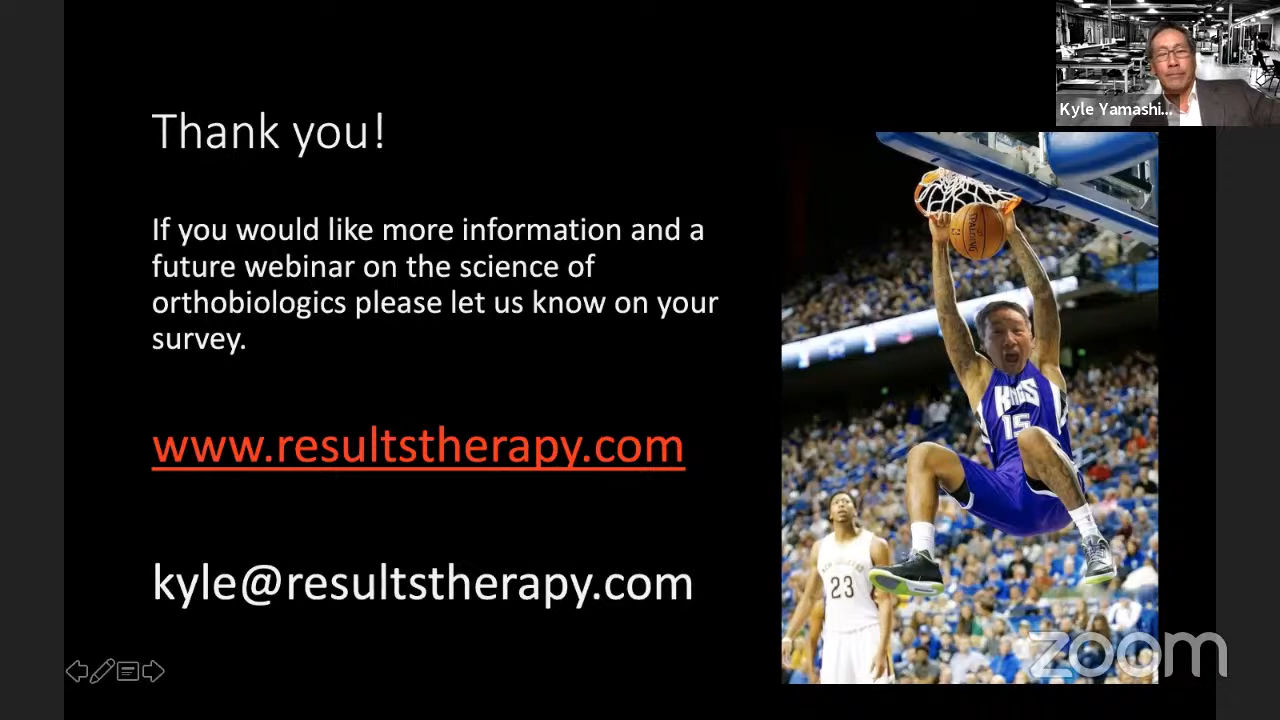 Kyle Yamashi...
Thank you!
If you would like more information and a
future webinar on the science of
orthobiologics please let us know on your
survey.
www.resultstherapy.com
kyle@resultstherapy.com
SPALDING
KINGS
15
23
zoom